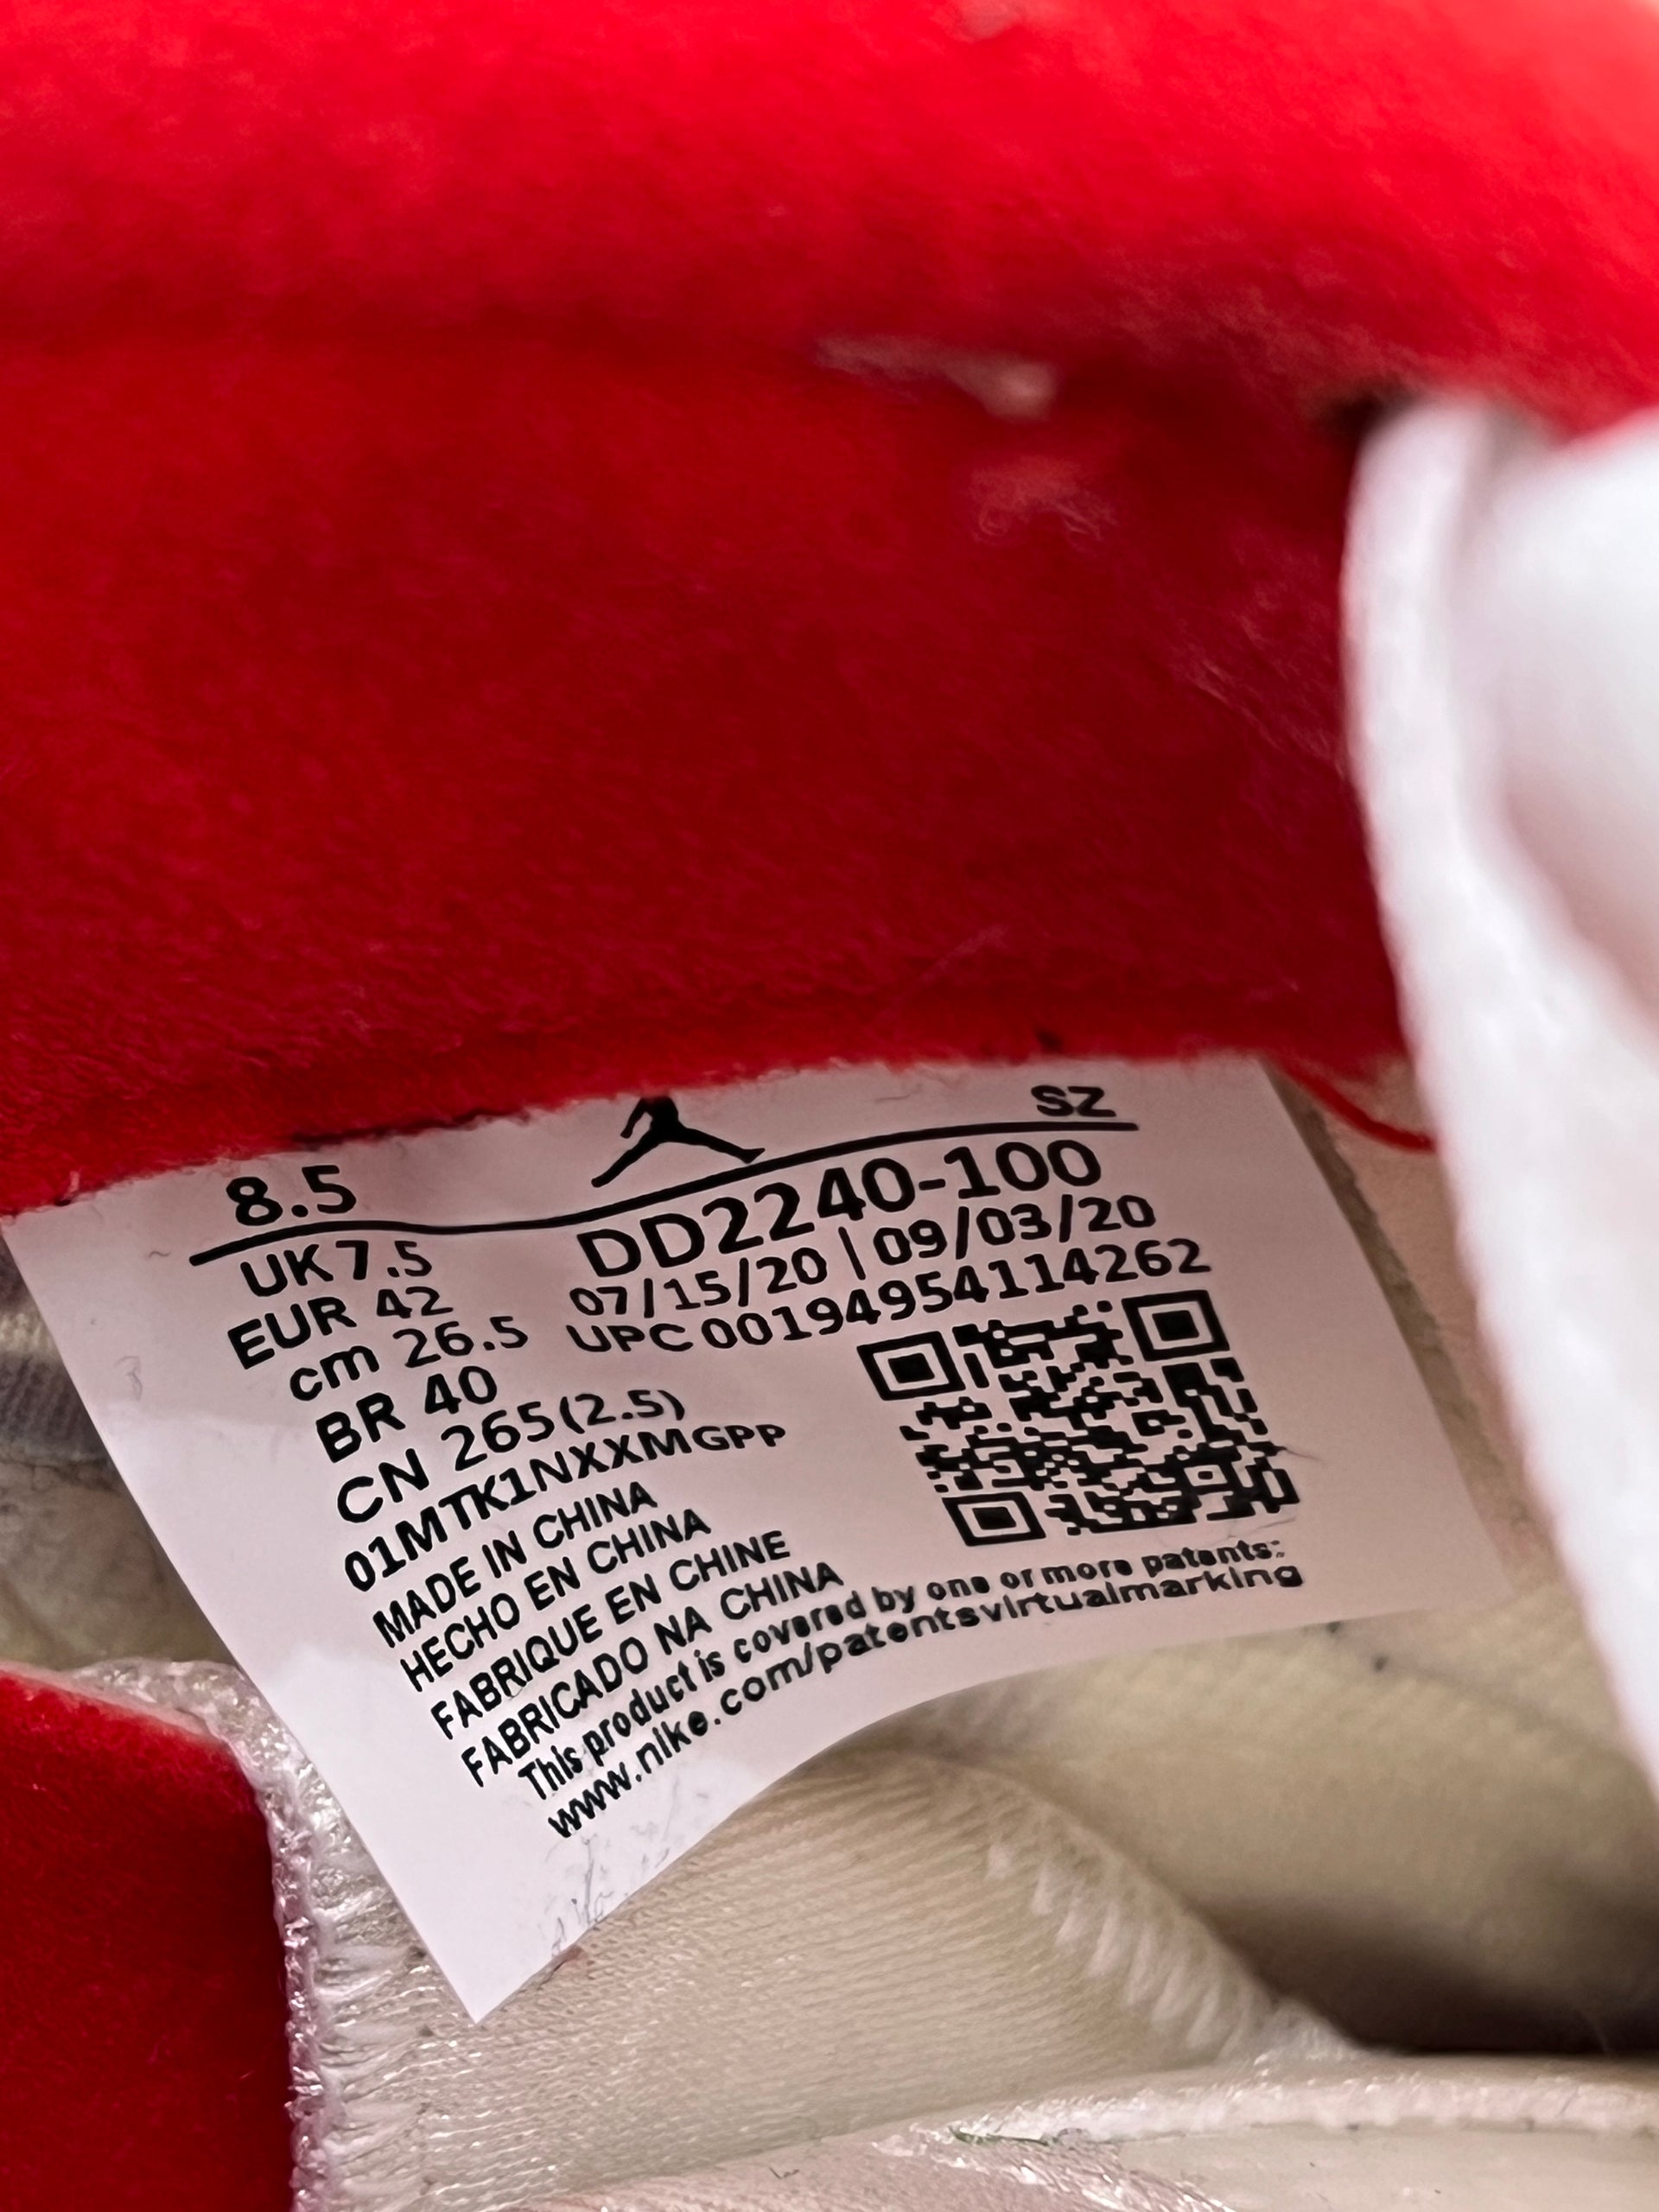 SZ
8.5
DD2240-100
UK 7.5
07/15/20 | 09/03/20
EUR 42
UPC 00194954114262
cm 26.5
BR 40
CN 265(2.5)
01MTK1NXXMGPP
MADE IN CHINA
HECHO EN CHINA
FABRIQUE EN CHINE
FABRICADO NA CHINA
This product is covered by one or more patents:
www.nike.com/patentsvirtualmarking